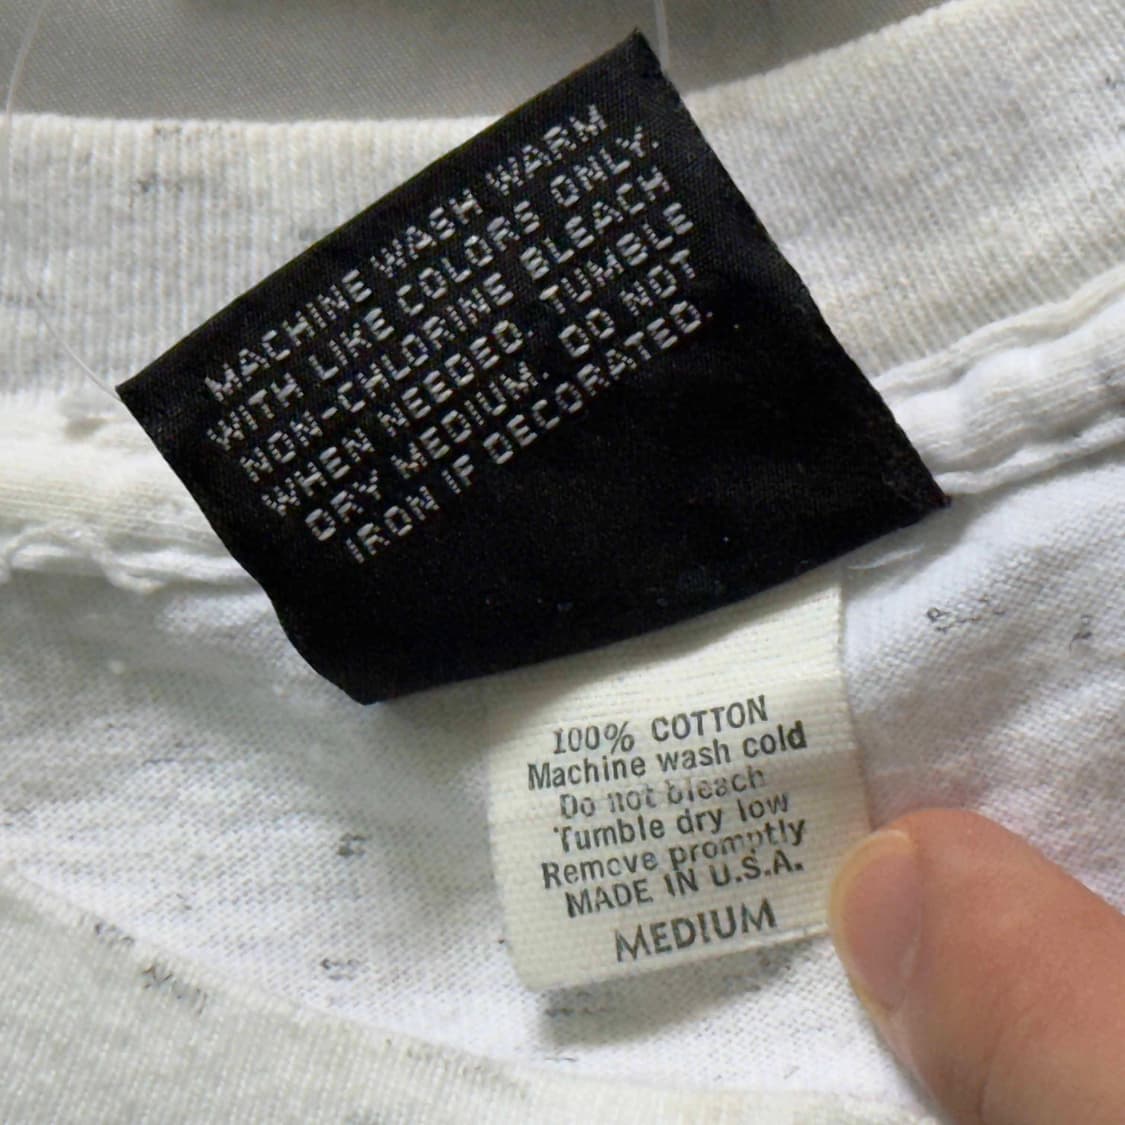 MACHINE WASH WARM
WITH LIKE COLORS ONLY.
NON-CHLORINE BLEACH
WHEN NEEDED. TUMBLE
DRY MEDIUM. DO NOT
IRON IF DECORATED.
100% COTTON
Machine wash cold
Do not bleach
Tumble dry low
Remove promptly
MADE IN U.S.A.
MEDIUM